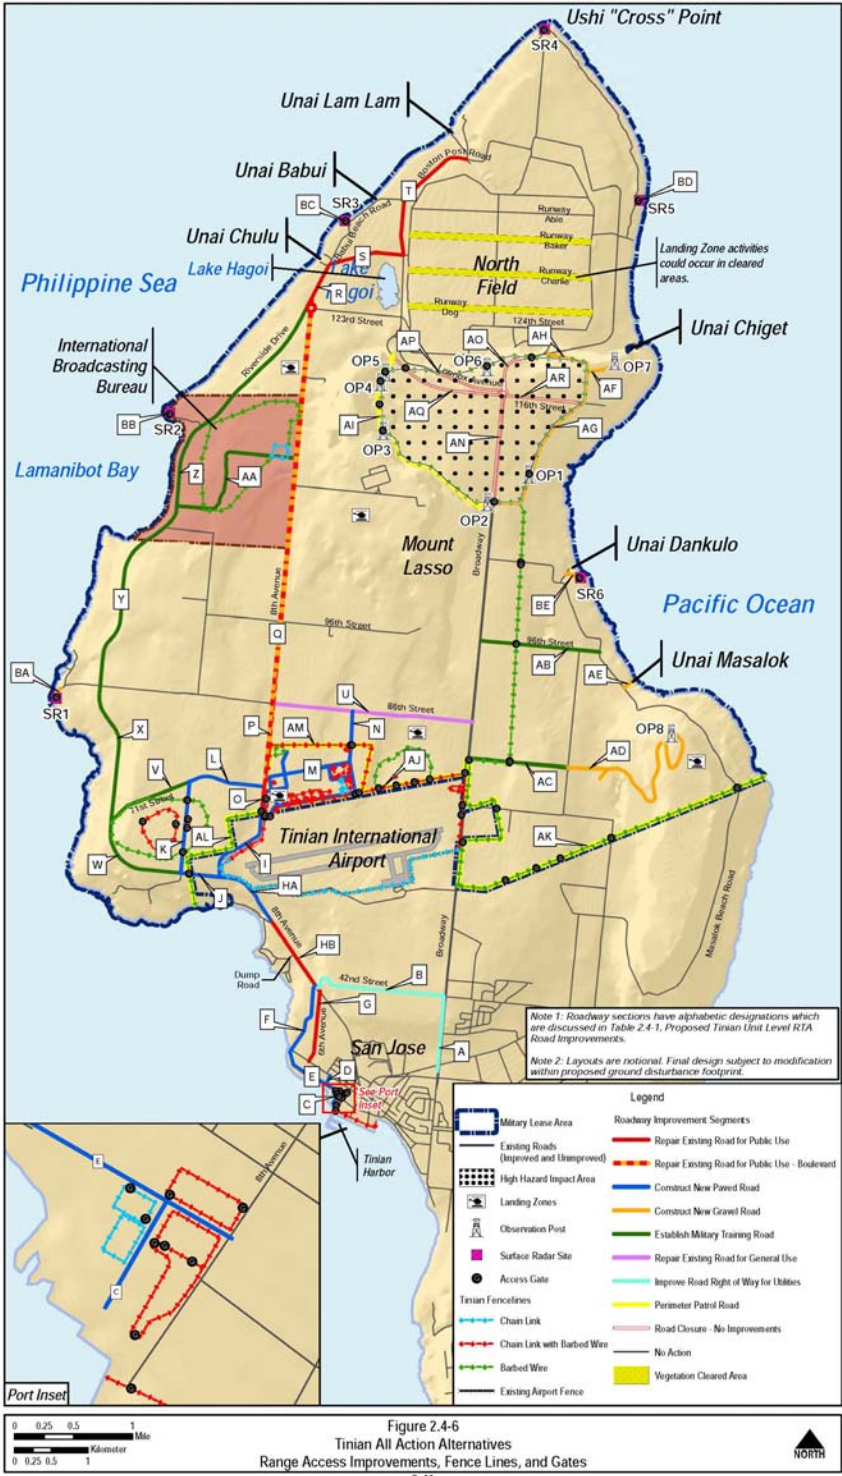 Ushi "Cross" Point
SR4
Unai Lam Lam
Boston Post Road
Unai Babui
T
BD
BC
SR3
SR5
Babui Beach Road
Runway
Able
Unai Chulu
Runway
Baker
S
Landing Zone activities
could occur in cleared
areas.
North
Field
Lake Hagoi
Philippine Sea
Runway
Charlie
R
Runway
Dog
123rd Street
124th Street
Unai Chiget
International
Broadcasting
Bureau
Riverside Drive
AP
AO
AH
OP5
OP6
OP7
OP4
Lennox Avenue
AR
AF
BB
SR2
AQ
116th Street
AI
AG
OP3
AN
Lamanibot Bay
Z
AA
OP1
OP2
Mount
Lasso
Broadway
Unai Dankulo
BE
SR6
Y
8th Avenue
Pacific Ocean
96th Street
Q
96th Street
AB
Unai Masalok
AE
BA
SR1
U
86th Street
X
P
AM
N
OP8
L
V
M
AJ
AD
AC
71st Street
O
K
AL
Tinian International
Airport
AK
W
I
J
HA
8th Avenue
Broadway
Masalok Beach Road
HB
Dump
Road
42nd Street
B
G
F
6th Avenue
San Jose
A
E
D
C
See Port
Inset
Tinian
Harbor
Note 1: Roadway sections have alphabetic designations which
are discussed in Table 2.4-1, Proposed Tinian Unit Level RTA
Road Improvements.
Note 2: Layouts are notional. Final design subject to modification
within proposed ground disturbance footprint.
Legend
Military Lease Area
Existing Roads
(Improved and Unimproved)
High Hazard Impact Area
Landing Zones
Observation Post
Surface Radar Site
Access Gate
Tinian Fencelines
Chain Link
Chain Link with Barbed Wire
Barbed Wire
Existing Airport Fence
Roadway Improvement Segments
Repair Existing Road for Public Use
Repair Existing Road for Public Use - Boulevard
Construct New Paved Road
Construct New Gravel Road
Establish Military Training Road
Repair Existing Road for General Use
Improve Road Right of Way for Utilities
Perimeter Patrol Road
Road Closure - No Improvements
No Action
Vegetation Cleared Area
E
8th Avenue
C
Port Inset
0 0.25 0.5 1
Mile
Kilometer
0 0.25 0.5 1
Figure 2.4-6
Tinian All Action Alternatives
Range Access Improvements, Fence Lines, and Gates
NORTH